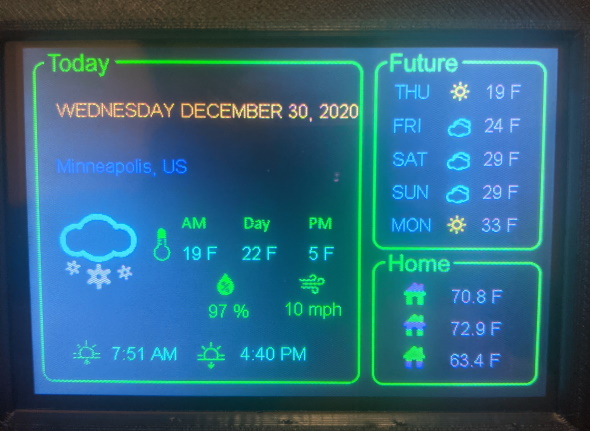 Today
WEDNESDAY DECEMBER 30, 2020
Minneapolis, US
AM Day PM
19 F 22 F 5 F
97 % 10 mph
7:51 AM 4:40 PM
Future
THU 19 F
FRI 24 F
SAT 29 F
SUN 29 F
MON 33 F
Home
70.8 F
72.9 F
63.4 F